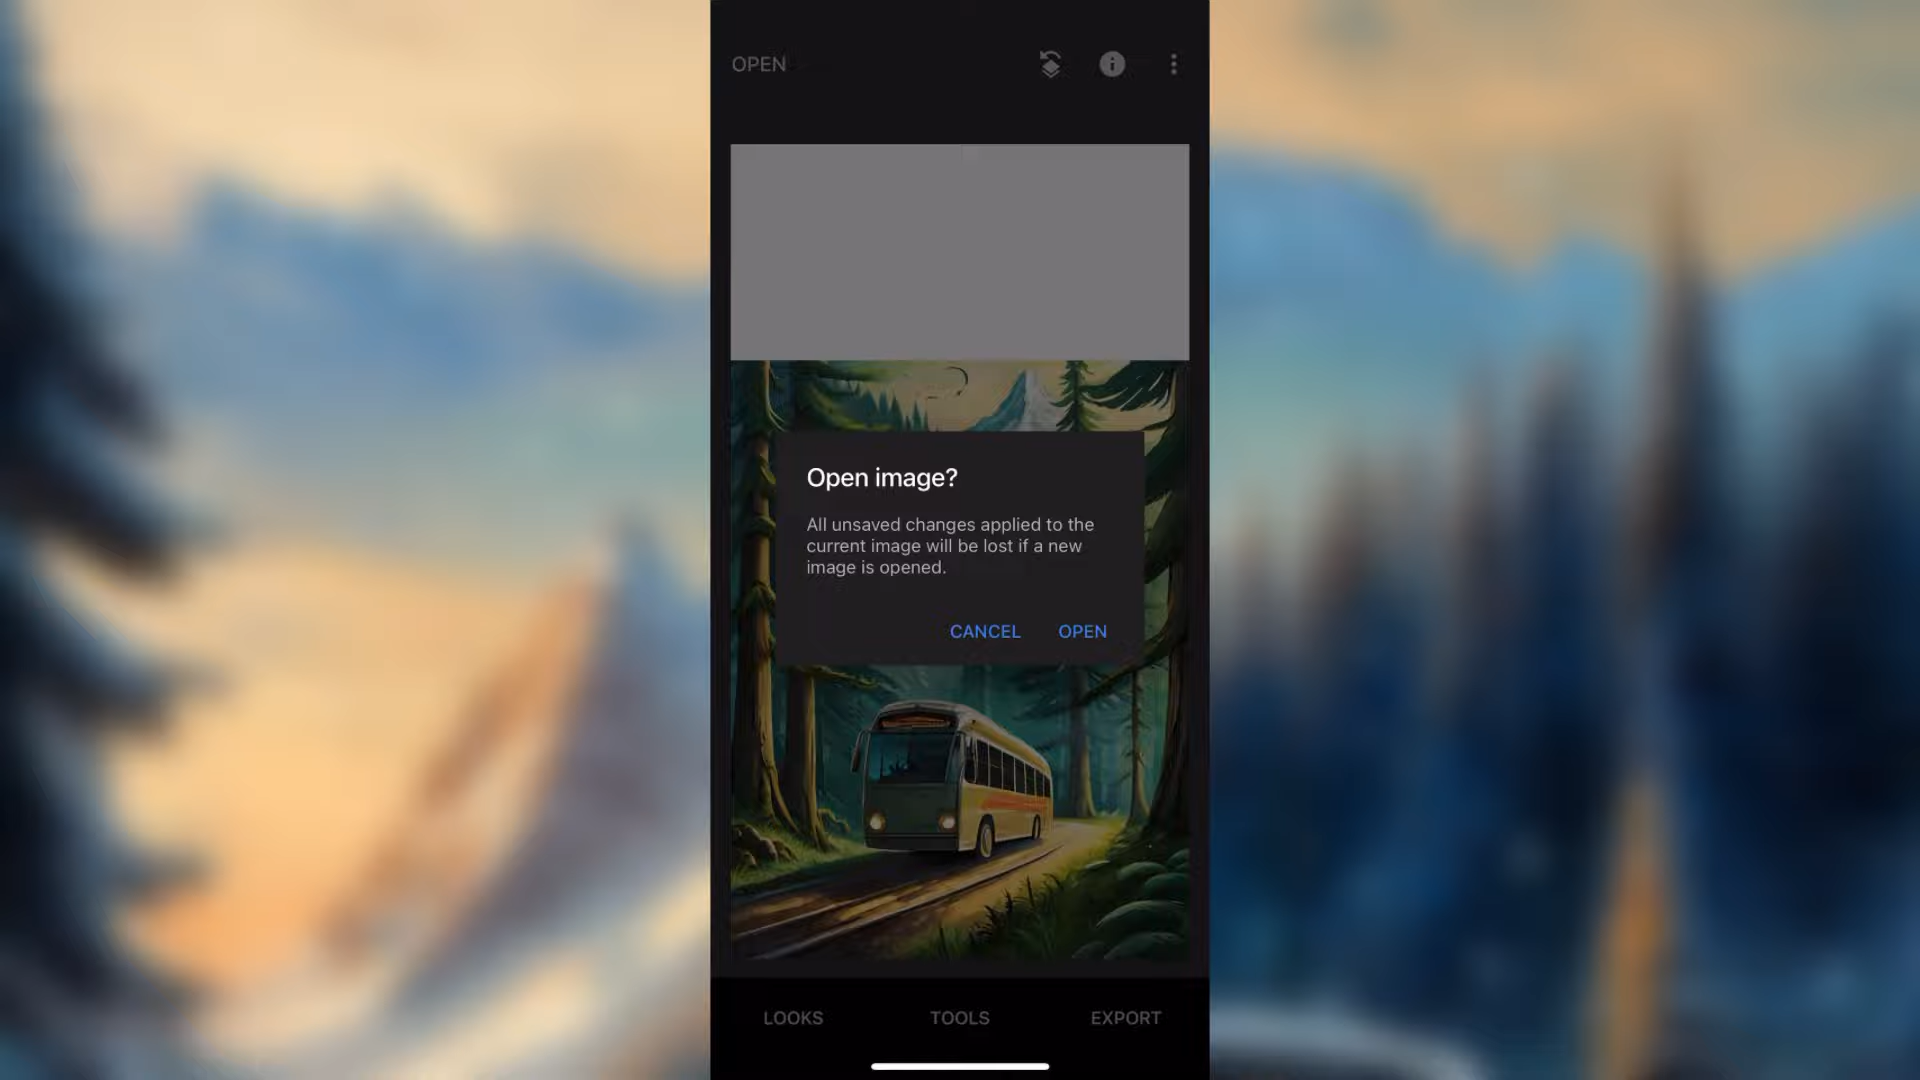 OPEN
Open image?
All unsaved changes applied to the
current image will be lost if a new
image is opened.
CANCEL OPEN
LOOKS TOOLS EXPORT